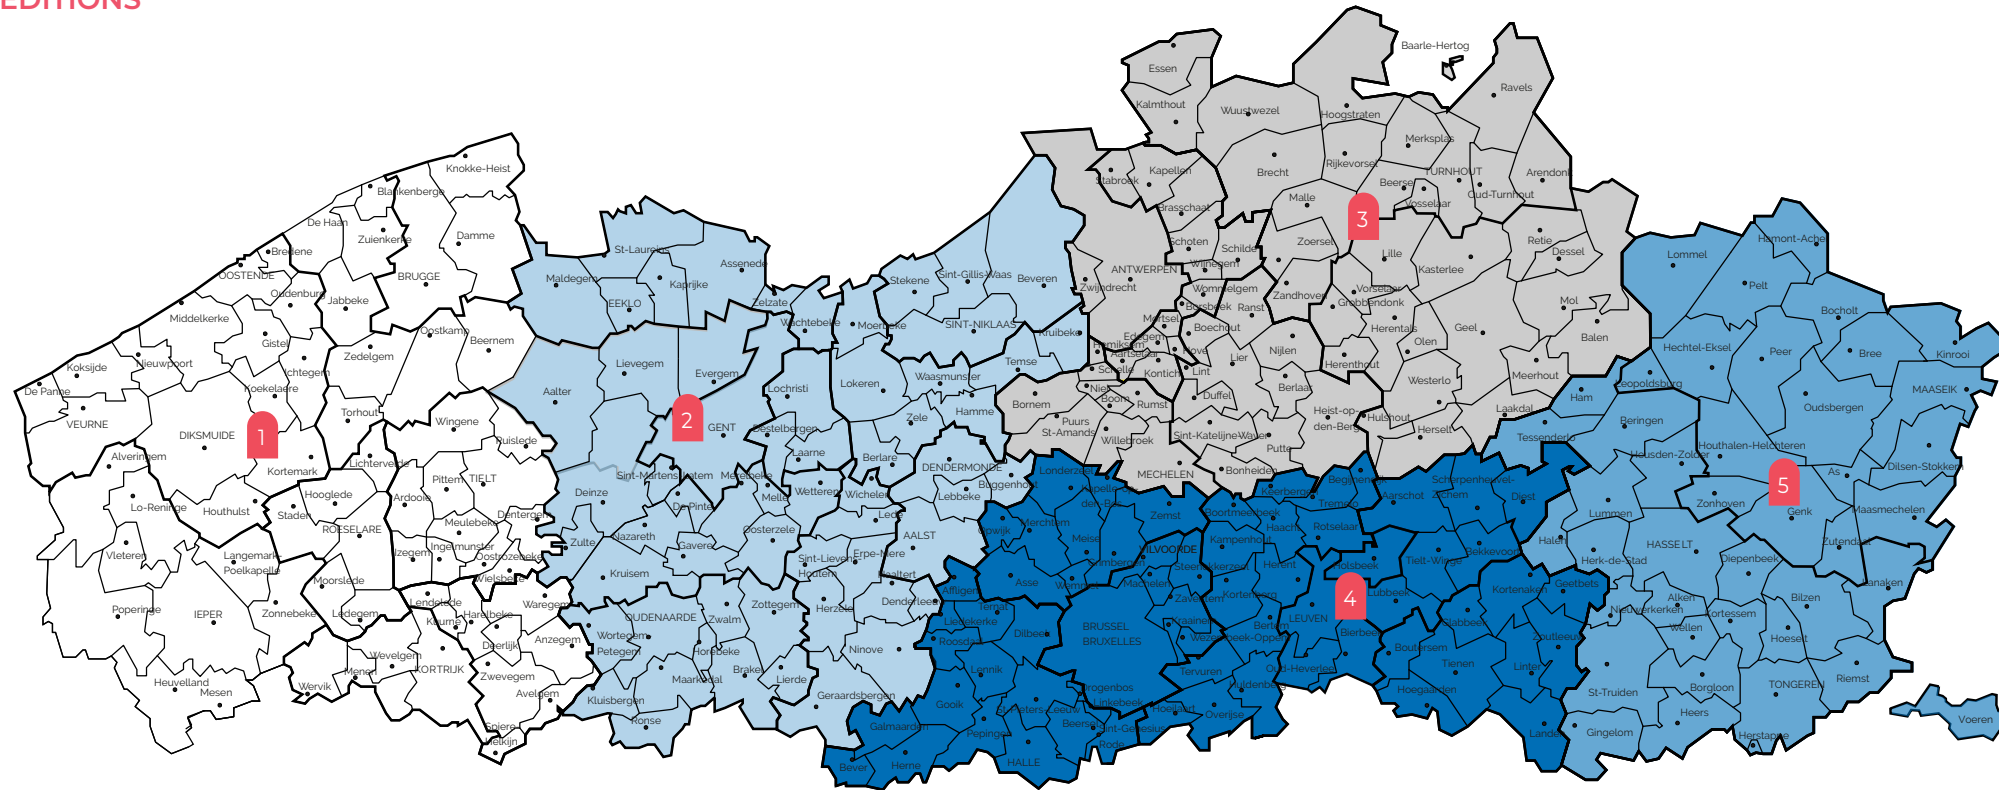 EDITIONS
Baarle-Hertog
Essen
Ravels
Kalmthout
Wuustwezel
Hoogstraten
Merksplas
Knokke-Heist
Rijkevorsel
Brecht
TURNHOUT
Arendonk
Stabroek
Kapellen
Beerse
Blankenberge
Oud-Turnhout
Malle
Vosselaar
Brasschaat
De Haan
3
Zuienkerke
Damme
Schoten
Zoersel
Retie
Hamont-Achel
Bredene
St-Laureins
Schilde
Lille
Dessel
Lommel
Wijnegem
Assenede
ANTWERPEN
Kasterlee
OOSTENDE
BRUGGE
Maldegem
Kaprijke
Stekene
Sint-Gillis-Waas
Beveren
Zwijndrecht
Wommelgem
Zandhoven
Vorselaar
Pelt
Oudenburg
Jabbeke
EEKLO
Zelzate
Borsbeek
Ranst
Grobbendonk
Mol
Bocholt
Middelkerke
Wachtebeke
Moerbeke
SINT-NIKLAAS
Mortsel
Boechout
Herentals
Geel
Oostkamp
Kruibeke
Edegem
Balen
Gistel
Beernem
Hemiksem
Aartselaar
Hove
Lier
Nijlen
Olen
Hechtel-Eksel
Peer
Bree
Kinrooi
Zedelgem
Nieuwpoort
Lievegem
Temse
Schelle
Kontich
Lint
Herenthout
Koksijde
Ichtegem
Evergem
Waasmunster
Westerlo
Meerhout
De Panne
Koekelaere
Lochristi
Lokeren
Niel
Berlaar
Leopoldsburg
MAASEIK
Aalter
Boom
Rumst
Duffel
Ham
Bornem
Hamme
Laakdal
Oudsbergen
Torhout
Zele
Puurs
St-Amands
Heist-op-
den-Berg
Hulshout
Beringen
VEURNE
Wingene
2
GENT
Destelbergen
Herselt
DIKSMUIDE
1
Ruiselede
Willebroek
Sint-Katelijne-Waver
Tessenderlo
Putte
Houthalen-Helchteren
Alveringem
Laarne
Berlare
Heusden-Zolder
Lichtervelde
DENDERMONDE
Londerzeel
MECHELEN
Bonheiden
Kortemark
Sint-Martens-Latem
Merelbeke
Dilsen-Stokkem
As
Pittem
TIELT
Buggenhout
Begijnendijk
Scherpenheuvel-
Zichem
5
Deinze
Melle
Wetteren
Wichelen
Lebbeke
Kapelle-op-
den-Bos
Keerbergen
Aarschot
Diest
Hooglede
Ardooie
Lo-Reninge
De Pinte
Tremelo
Zonhoven
Houthulst
Staden
Dentergem
Lede
Zemst
Boortmeerbeek
Lummen
Genk
Maasmechelen
Meulebeke
Merchtem
Haacht
Rotselaar
ROESELARE
Oosterzele
Opwijk
Nazareth
AALST
Meise
Kampenhout
Halen
Zutendaal
Zulte
Gavere
HASSELT
Ingelmunster
VILVOORDE
Bekkevoort
Izegem
Vleteren
Langemark-
Poelkapelle
Oostrozebeke
Sint-Lievens-
Houtem
Erpe-Mere
Grimbergen
Steenokkerzeel
Herent
Holsbeek
Tielt-Winge
Herk-de-Stad
Diepenbeek
Kruisem
Haaltert
Wielsbeke
Moorslede
Asse
Wemmel
Machelen
Lanaken
Affligem
Kortenaken
Geetbets
Denderleeuw
Kortenberg
Lubbeek
Alken
Bilzen
Lendelede
Waregem
Zottegem
Herzele
Ternat
Zaventem
4
Poperinge
IEPER
Zonnebeke
Ledegem
Harelbeke
OUDENAARDE
Zwalm
Liedekerke
Kraainem
LEUVEN
Glabbeek
Nieuwerkerken
Kortessem
Kuurne
BRUSSEL
Bertem
Wellen
Dilbeek
Wortegem
Petegem
Anzegem
BRUXELLES
Wezembeek-Oppem
Bierbeek
Zoutleeuw
Hoeselt
Deerlijk
Roosdaal
Horebeke
Ninove
Boutersem
Wevelgem
Menen
KORTRIJK
Lennik
Tervuren
Oud-Heverlee
Tienen
Linter
Brakel
Zwevegem
Maarkedal
Lierde
Riemst
Heuvelland
Wervik
Mesen
Avelgem
Geraardsbergen
Drogenbos
Huldenberg
Hoegaarden
Borgloon
TONGEREN
St-Truiden
Kluisbergen
Gooik
Linkebeek
St-Pieters-Leeuw
Hoeilaart
Overijse
Heers
Voeren
Ronse
Galmaarden
Beersel
Spiere
Helkijn
Pepingen
Sint-Genesius
Rode
Landen
Gingelom
Herstappe
Bever
Herne
HALLE